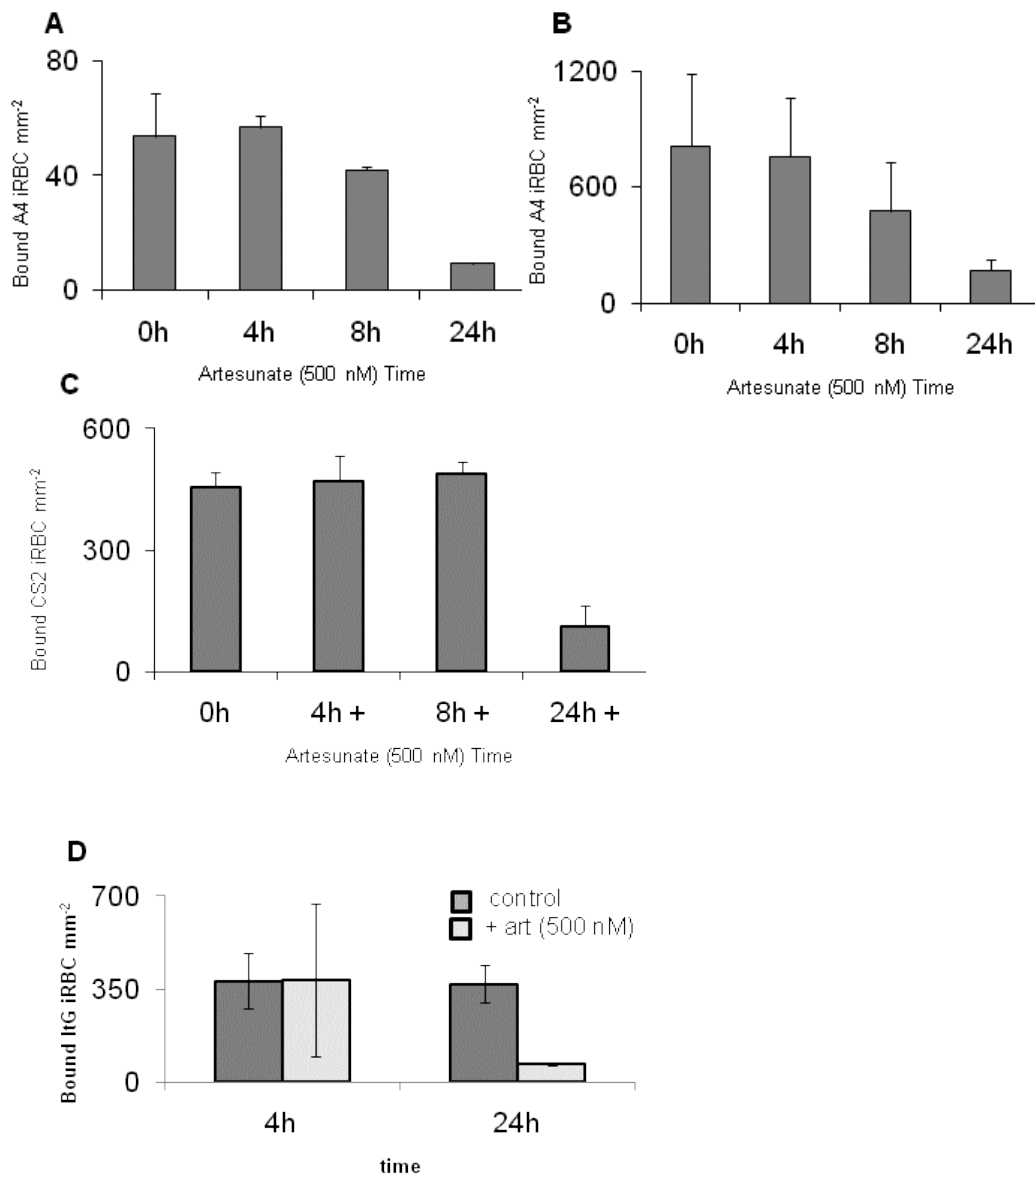 A
80
40
0
Bound A4 iRBC mm-2
0h 4h 8h 24h
Artesunate (500 nM) Time
B
1200
600
0
Bound A4 iRBC mm-2
0h 4h 8h 24h
Artesunate (500 nM) Time
C
600
300
0
Bound CS2 iRBC mm-2
0h 4h + 8h + 24h +
Artesunate (500 nM) Time
D
700
350
0
Bound ItG iRBC mm-2
control
+ art (500 nM)
4h 24h
time